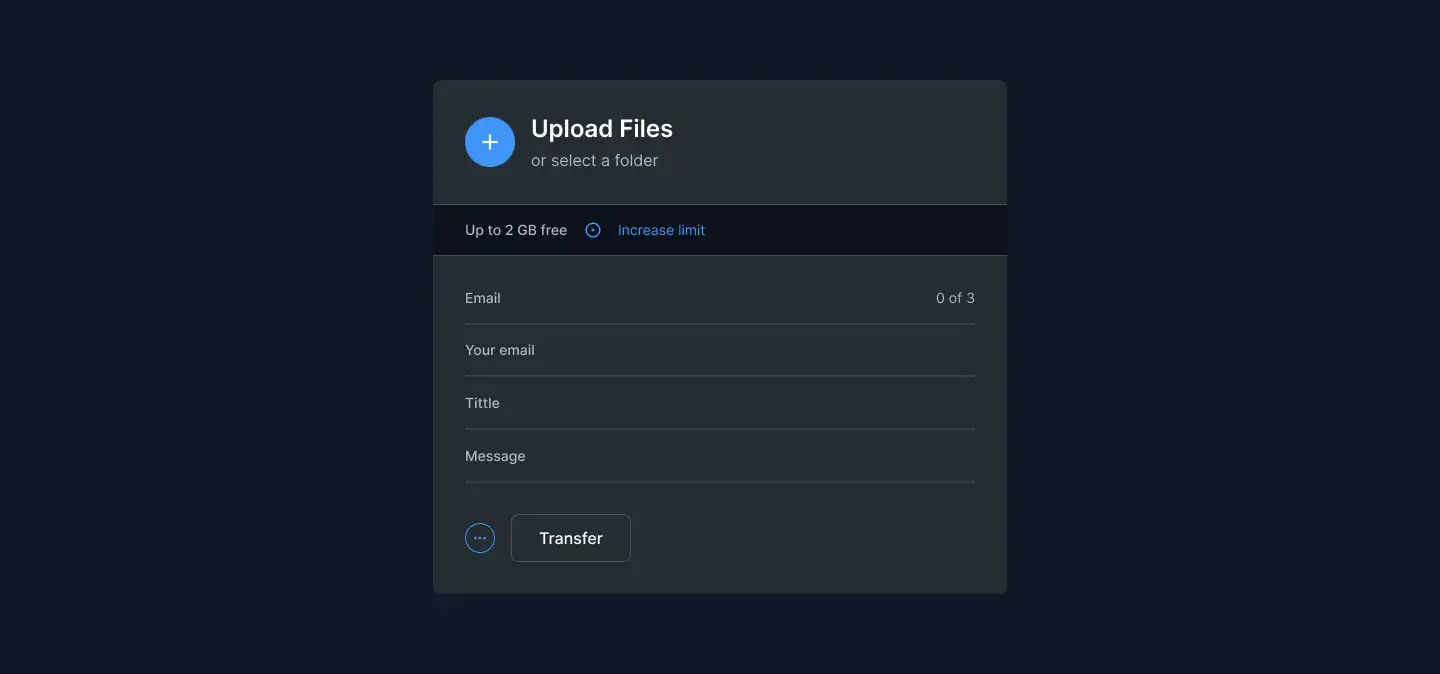 Upload Files
or select a folder
Up to 2 GB free Increase limit
Email 0 of 3
Your email
Tittle
Message
Transfer